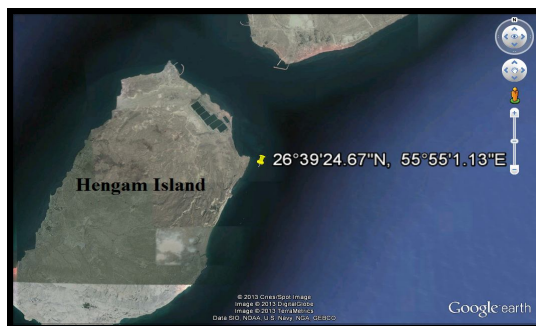 N
26°39'24.67"N, 55°55'1.13"E
Hengam Island
© 2013 Cnes/Spot Image
Image © 2013 DigitalGlobe
Image © 2013 TerraMetrics
Data SIO, NOAA, U.S. Navy, NGA, GEBCO
Google earth